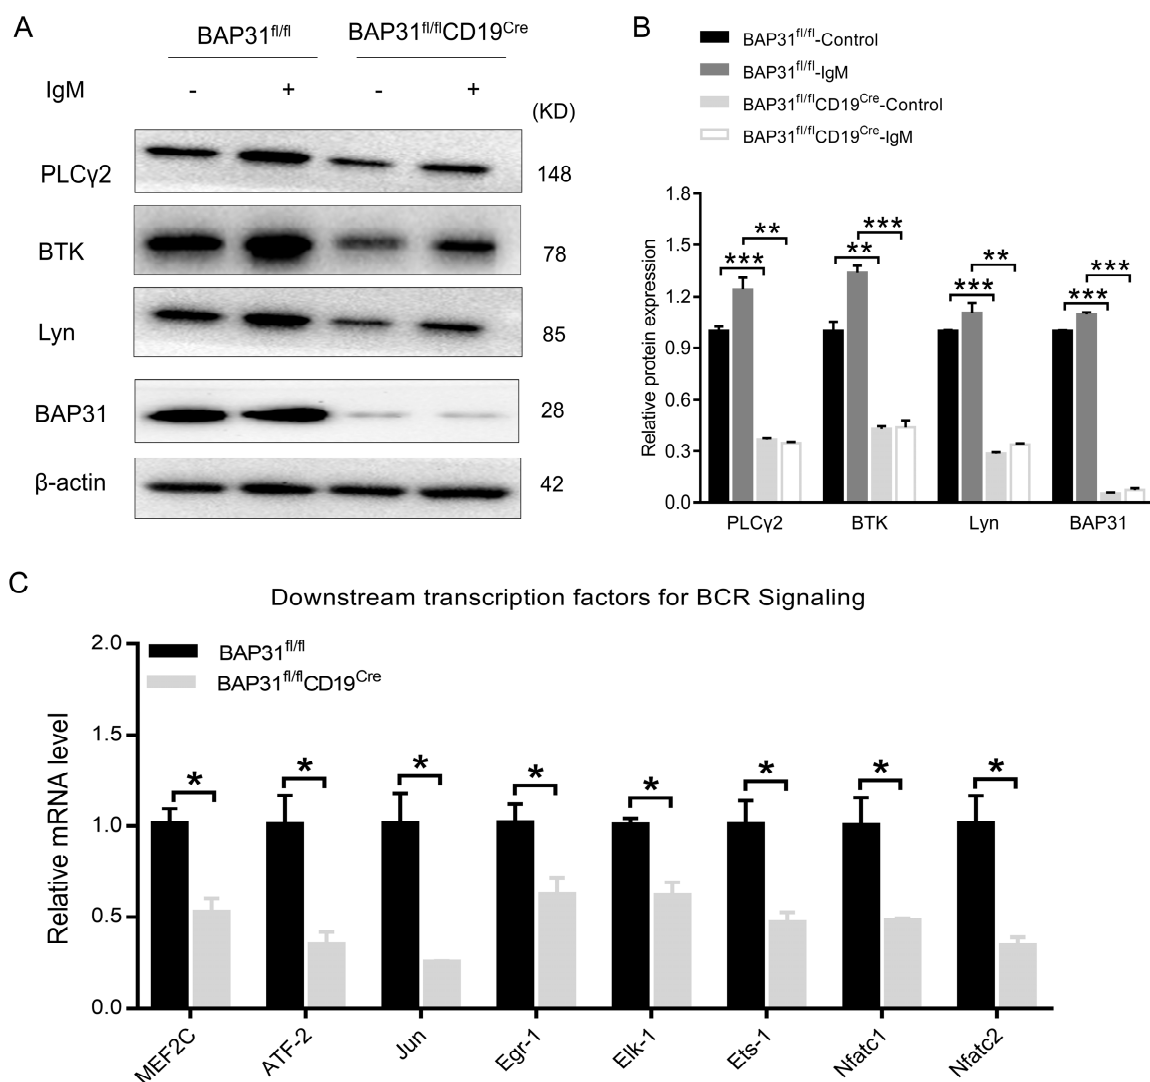 A
BAP31fl/fl
BAP31fl/flCD19Cre
IgM - + - +
(KD)
PLCγ2 148
BTK 78
Lyn 85
BAP31 28
β-actin 42
B
BAP31fl/fl-Control
BAP31fl/fl-IgM
BAP31fl/flCD19Cre-Control
BAP31fl/flCD19Cre-IgM
Relative protein expression
1.8
1.5
1.2
0.9
0.6
0.3
0.0
*** ** ** *** *** ** *** ***
PLCγ2 BTK Lyn BAP31
C
Downstream transcription factors for BCR Signaling
BAP31fl/fl
BAP31fl/flCD19Cre
Relative mRNA level
2.0
1.5
1.0
0.5
0.0
* * * * * * * *
MEF2C ATF-2 Jun Egr-1 Elk-1 Ets-1 Nfatc1 Nfatc2